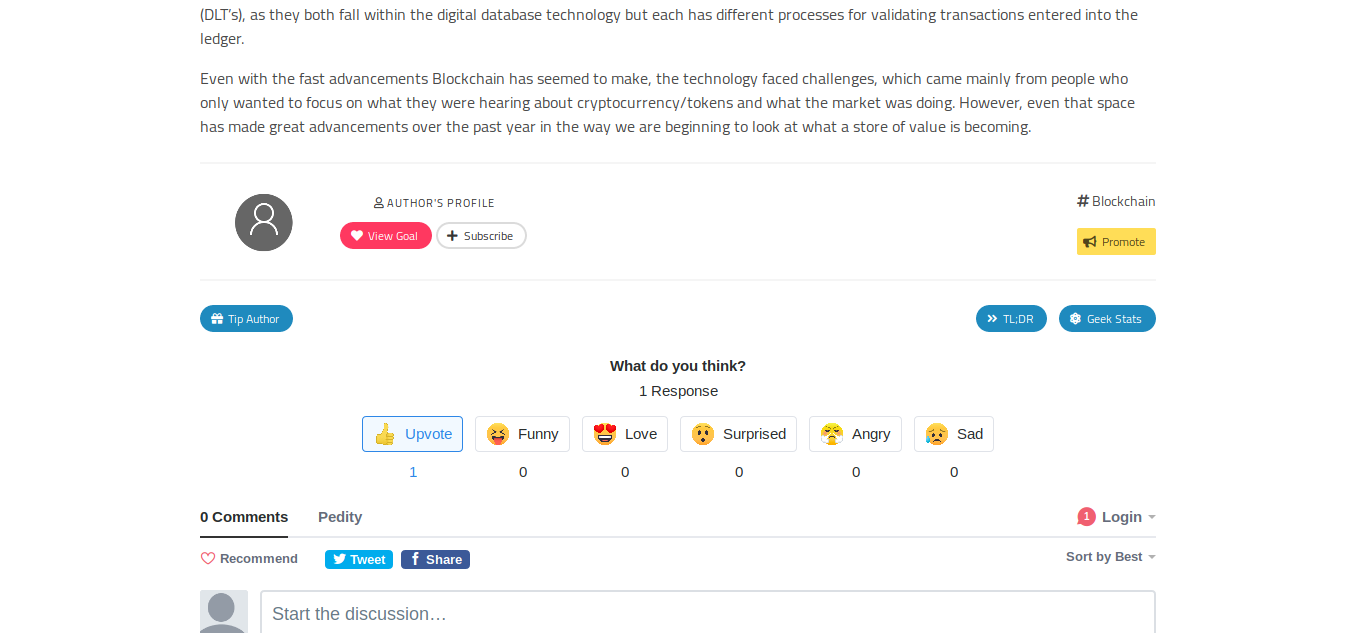 (DLT’s), as they both fall within the digital database technology but each has different processes for validating transactions entered into the
ledger.
Even with the fast advancements Blockchain has seemed to make, the technology faced challenges, which came mainly from people who
only wanted to focus on what they were hearing about cryptocurrency/tokens and what the market was doing. However, even that space
has made great advancements over the past year in the way we are beginning to look at what a store of value is becoming.
AUTHOR'S PROFILE
View Goal
Subscribe
# Blockchain
Promote
Tip Author
TL;DR
Geek Stats
What do you think?
1 Response
Upvote
Funny
Love
Surprised
Angry
Sad
1
0
0
0
0
0
0 Comments
Pedity
1
Login
Recommend
Tweet
f Share
Sort by Best
Start the discussion…